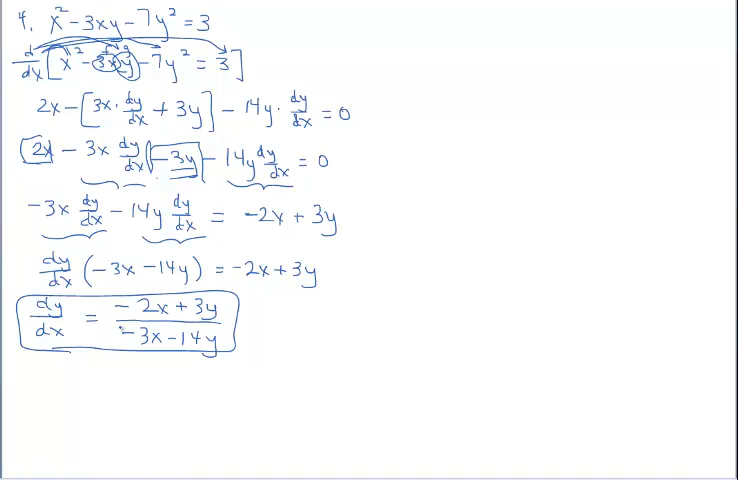 4. x² - 3xy - 7y² = 3
d/dx [x² - 3xy - 7y² = 3]
2x - [3x · dy/dx + 3y] - 14y · dy/dx = 0
2x - 3x dy/dx - 3y - 14y dy/dx = 0
-3x dy/dx - 14y dy/dx = -2x + 3y
dy/dx (-3x - 14y) = -2x + 3y
dy/dx = (-2x + 3y)/(-3x - 14y)